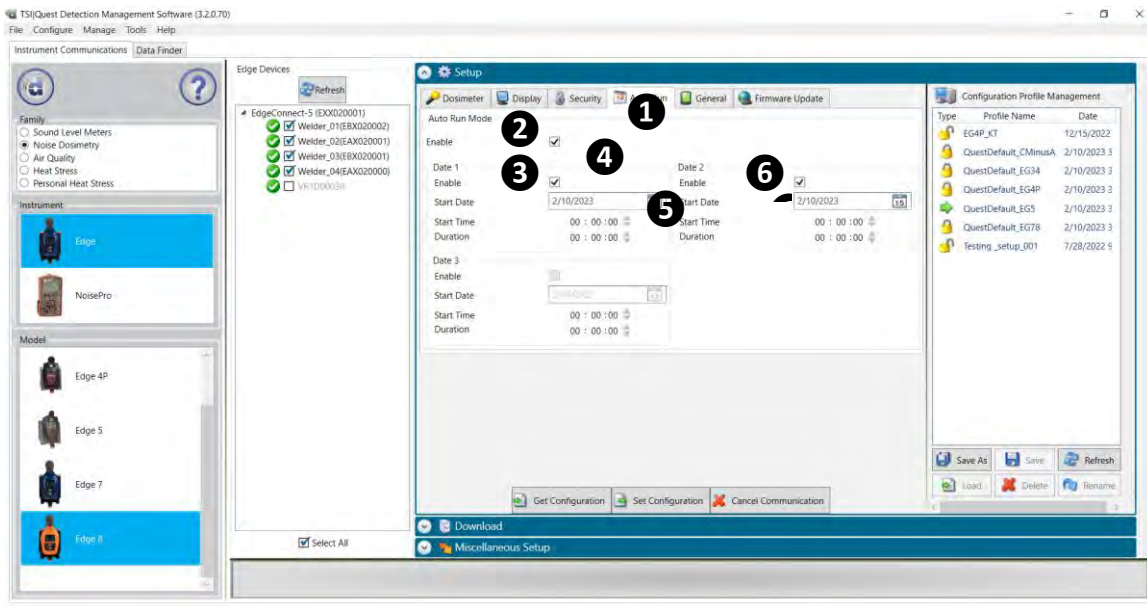 TSI|Quest Detection Management Software (3.2.0.70)
File Configure Manage Tools Help
Instrument Communications Data Finder
Family
Sound Level Meters
Noise Dosimetry
Air Quality
Heat Stress
Personal Heat Stress
Instrument
Edge
NoisePro
Model
Edge 4P
Edge 5
Edge 7
Edge 8
Edge Devices
Refresh
EdgeConnect-5 (EXX020001)
Welder_01(EBX020002)
Welder_02(EAX020001)
Welder_03(EBX020001)
Welder_04(EAX020000)
Select All
Setup
Dosimeter Display Security General Firmware Update
1
Auto Run Mode
2
Enable
3 4 6
Date 1 Date 2
Enable Enable
Start Date 2/10/2023 5 Start Date 2/10/2023 15
Start Time 00 : 00 :00 Start Time 00 : 00 :00
Duration 00 : 00 :00 Duration 00 : 00 :00
Date 3
Enable
Start Date
Start Time 00 : 00 :00
Duration 00 : 00 :00
Get Configuration Set Configuration Cancel Communication
Download
Miscellaneous Setup
Configuration Profile Management
Type Profile Name Date
EG4P_KT 12/15/2022
QuestDefault_CMinusA 2/10/2023 3
QuestDefault_EG34 2/10/2023 3
QuestDefault_EG4P 2/10/2023 3
QuestDefault_EG5 2/10/2023 3
QuestDefault_EG78 2/10/2023 3
Testing _setup_001 7/28/2022 9
Save As Save Refresh
Load Delete Rename